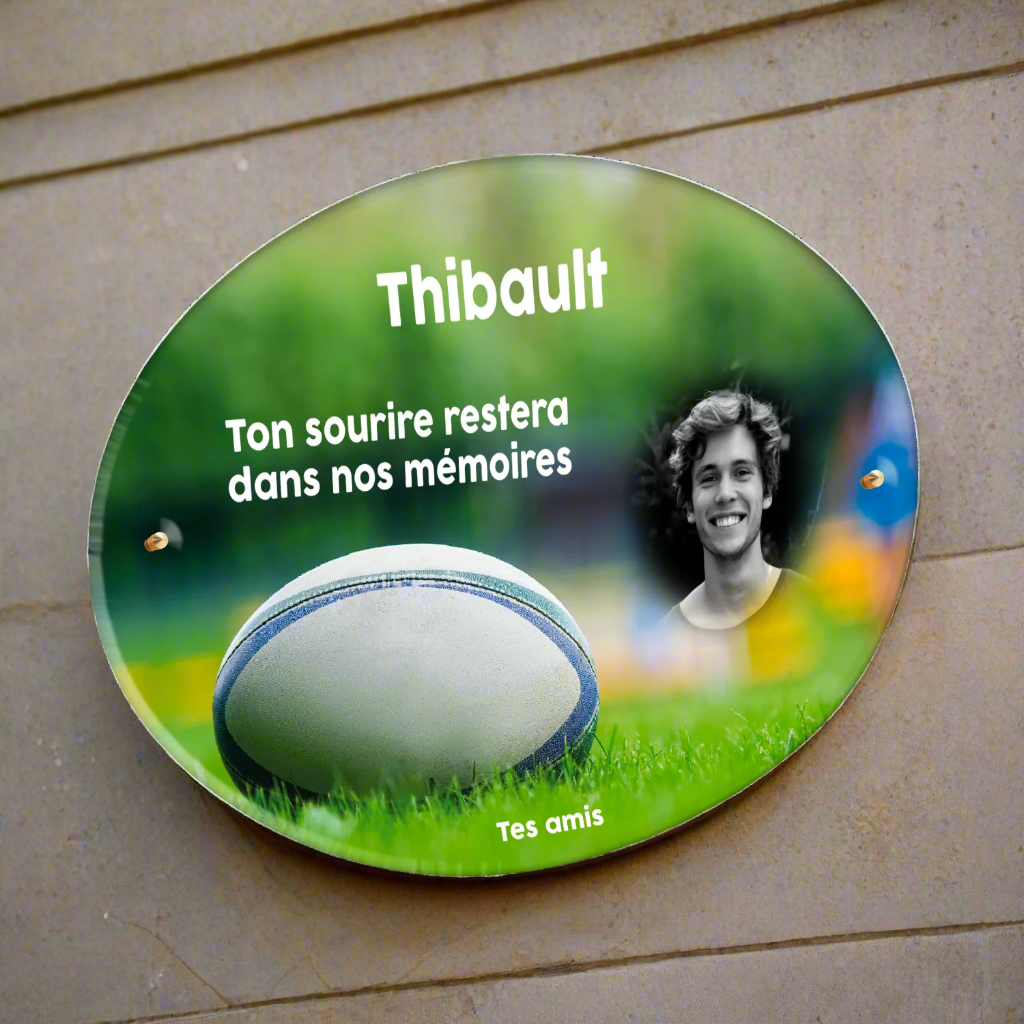 Thibault
Ton sourire restera
dans nos mémoires
Tes amis